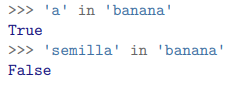 >>> 'a' in 'banana'
True
>>> 'semilla' in 'banana'
False